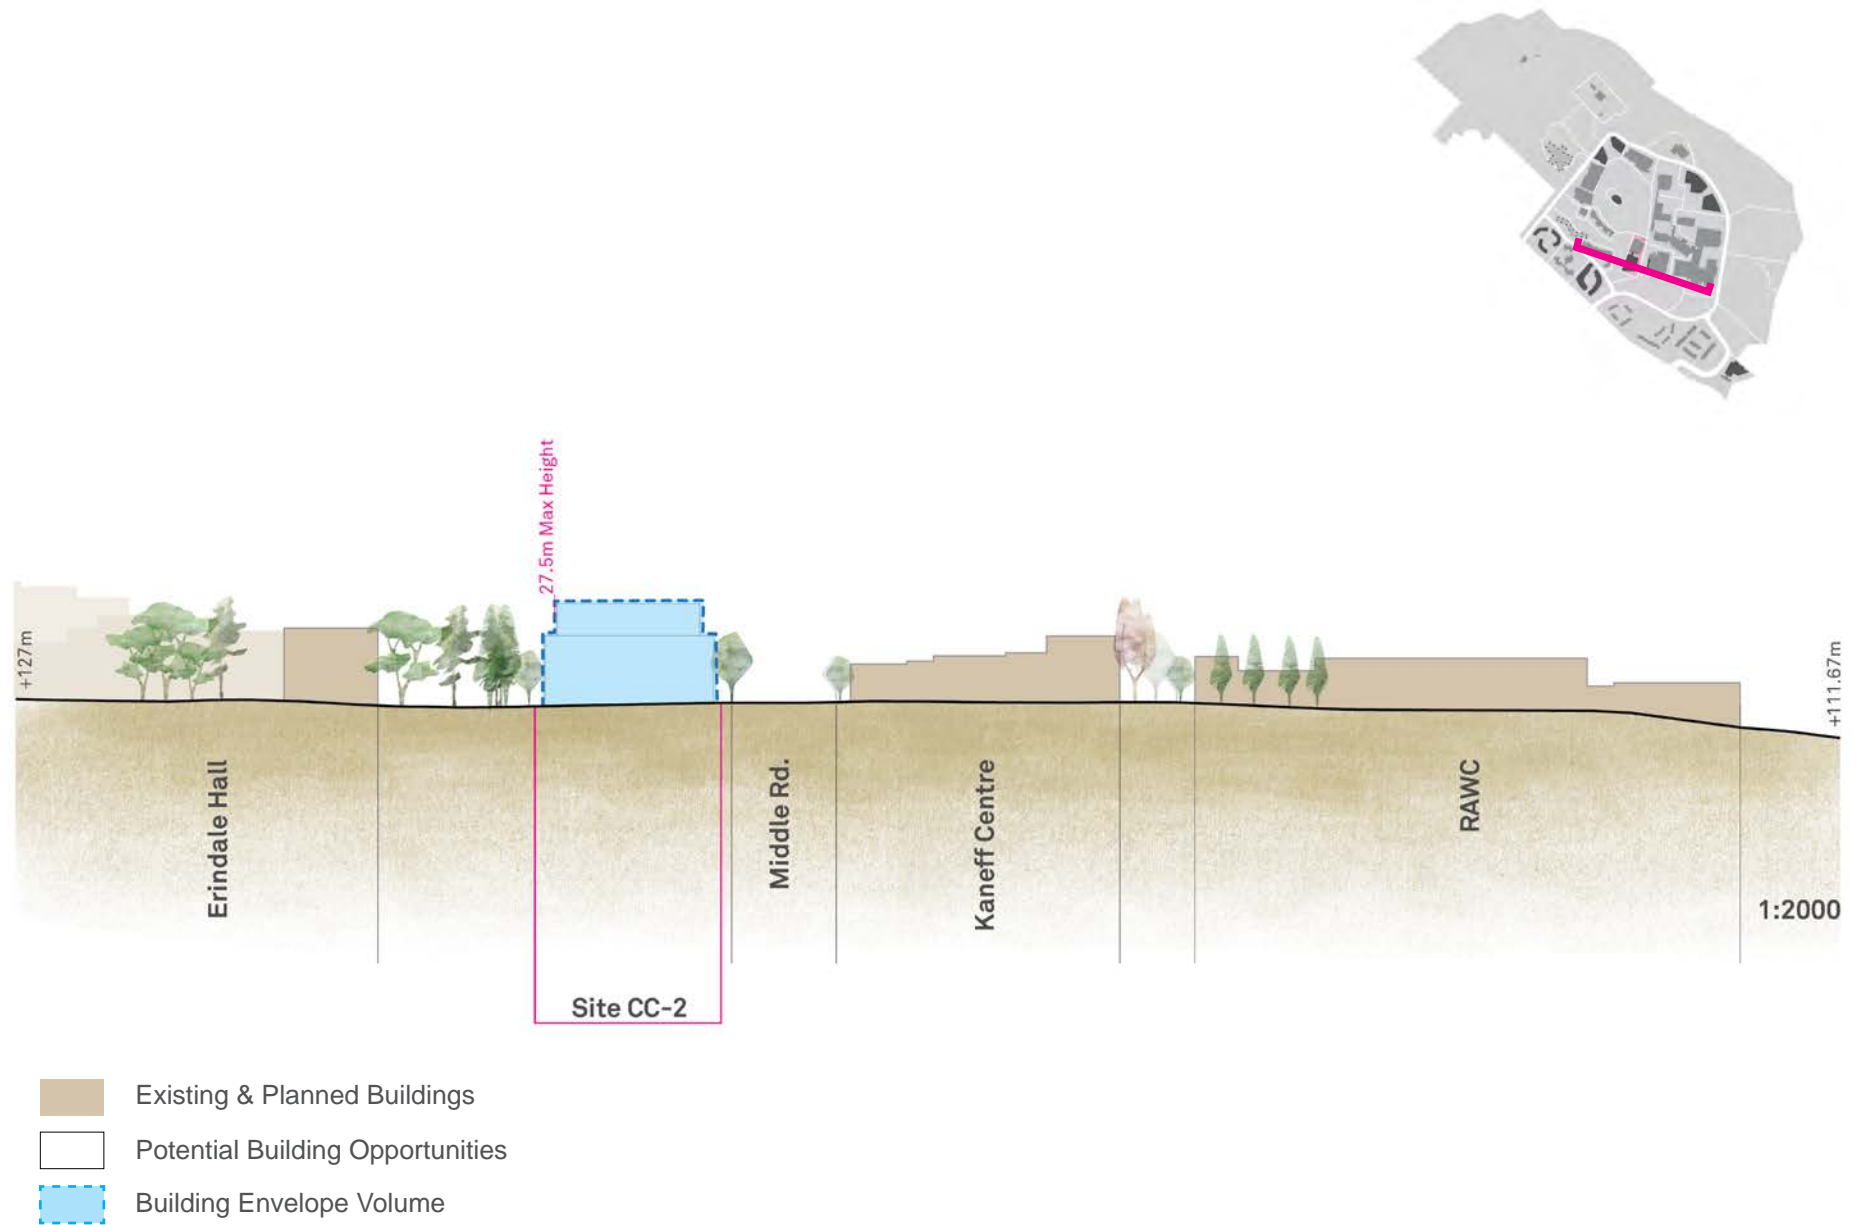 27.5m Max Height
+127m
+111.67m
Erindale Hall
Middle Rd.
Kaneff Centre
RAWC
1:2000
Site CC-2
Existing & Planned Buildings
Potential Building Opportunities
Building Envelope Volume